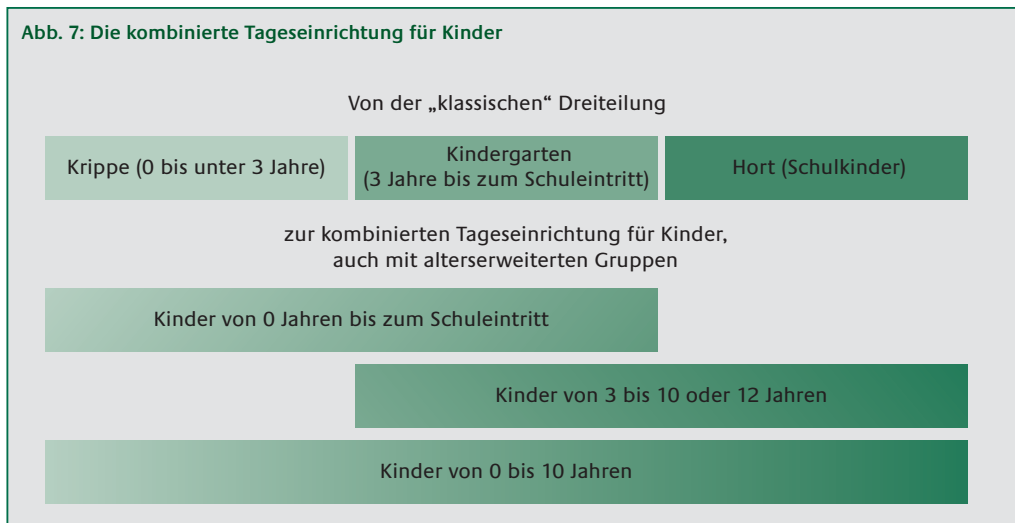 Abb. 7: Die kombinierte Tageseinrichtung für Kinder
Von der „klassischen“ Dreiteilung
Krippe (0 bis unter 3 Jahre)
Kindergarten
(3 Jahre bis zum Schuleintritt)
Hort (Schulkinder)
zur kombinierten Tageseinrichtung für Kinder,
auch mit alterserweiterten Gruppen
Kinder von 0 Jahren bis zum Schuleintritt
Kinder von 3 bis 10 oder 12 Jahren
Kinder von 0 bis 10 Jahren